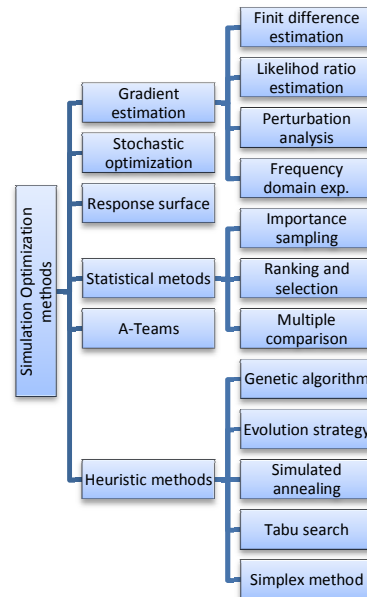 Simulation Optimization
methods
Gradient
estimation
Finit difference
estimation
Likelihod ratio
estimation
Perturbation
analysis
Frequency
domain exp.
Stochastic
optimization
Response surface
Statistical metods
Importance
sampling
Ranking and
selection
Multiple
comparison
A-Teams
Heuristic methods
Genetic algorithm
Evolution strategy
Simulated
annealing
Tabu search
Simplex method